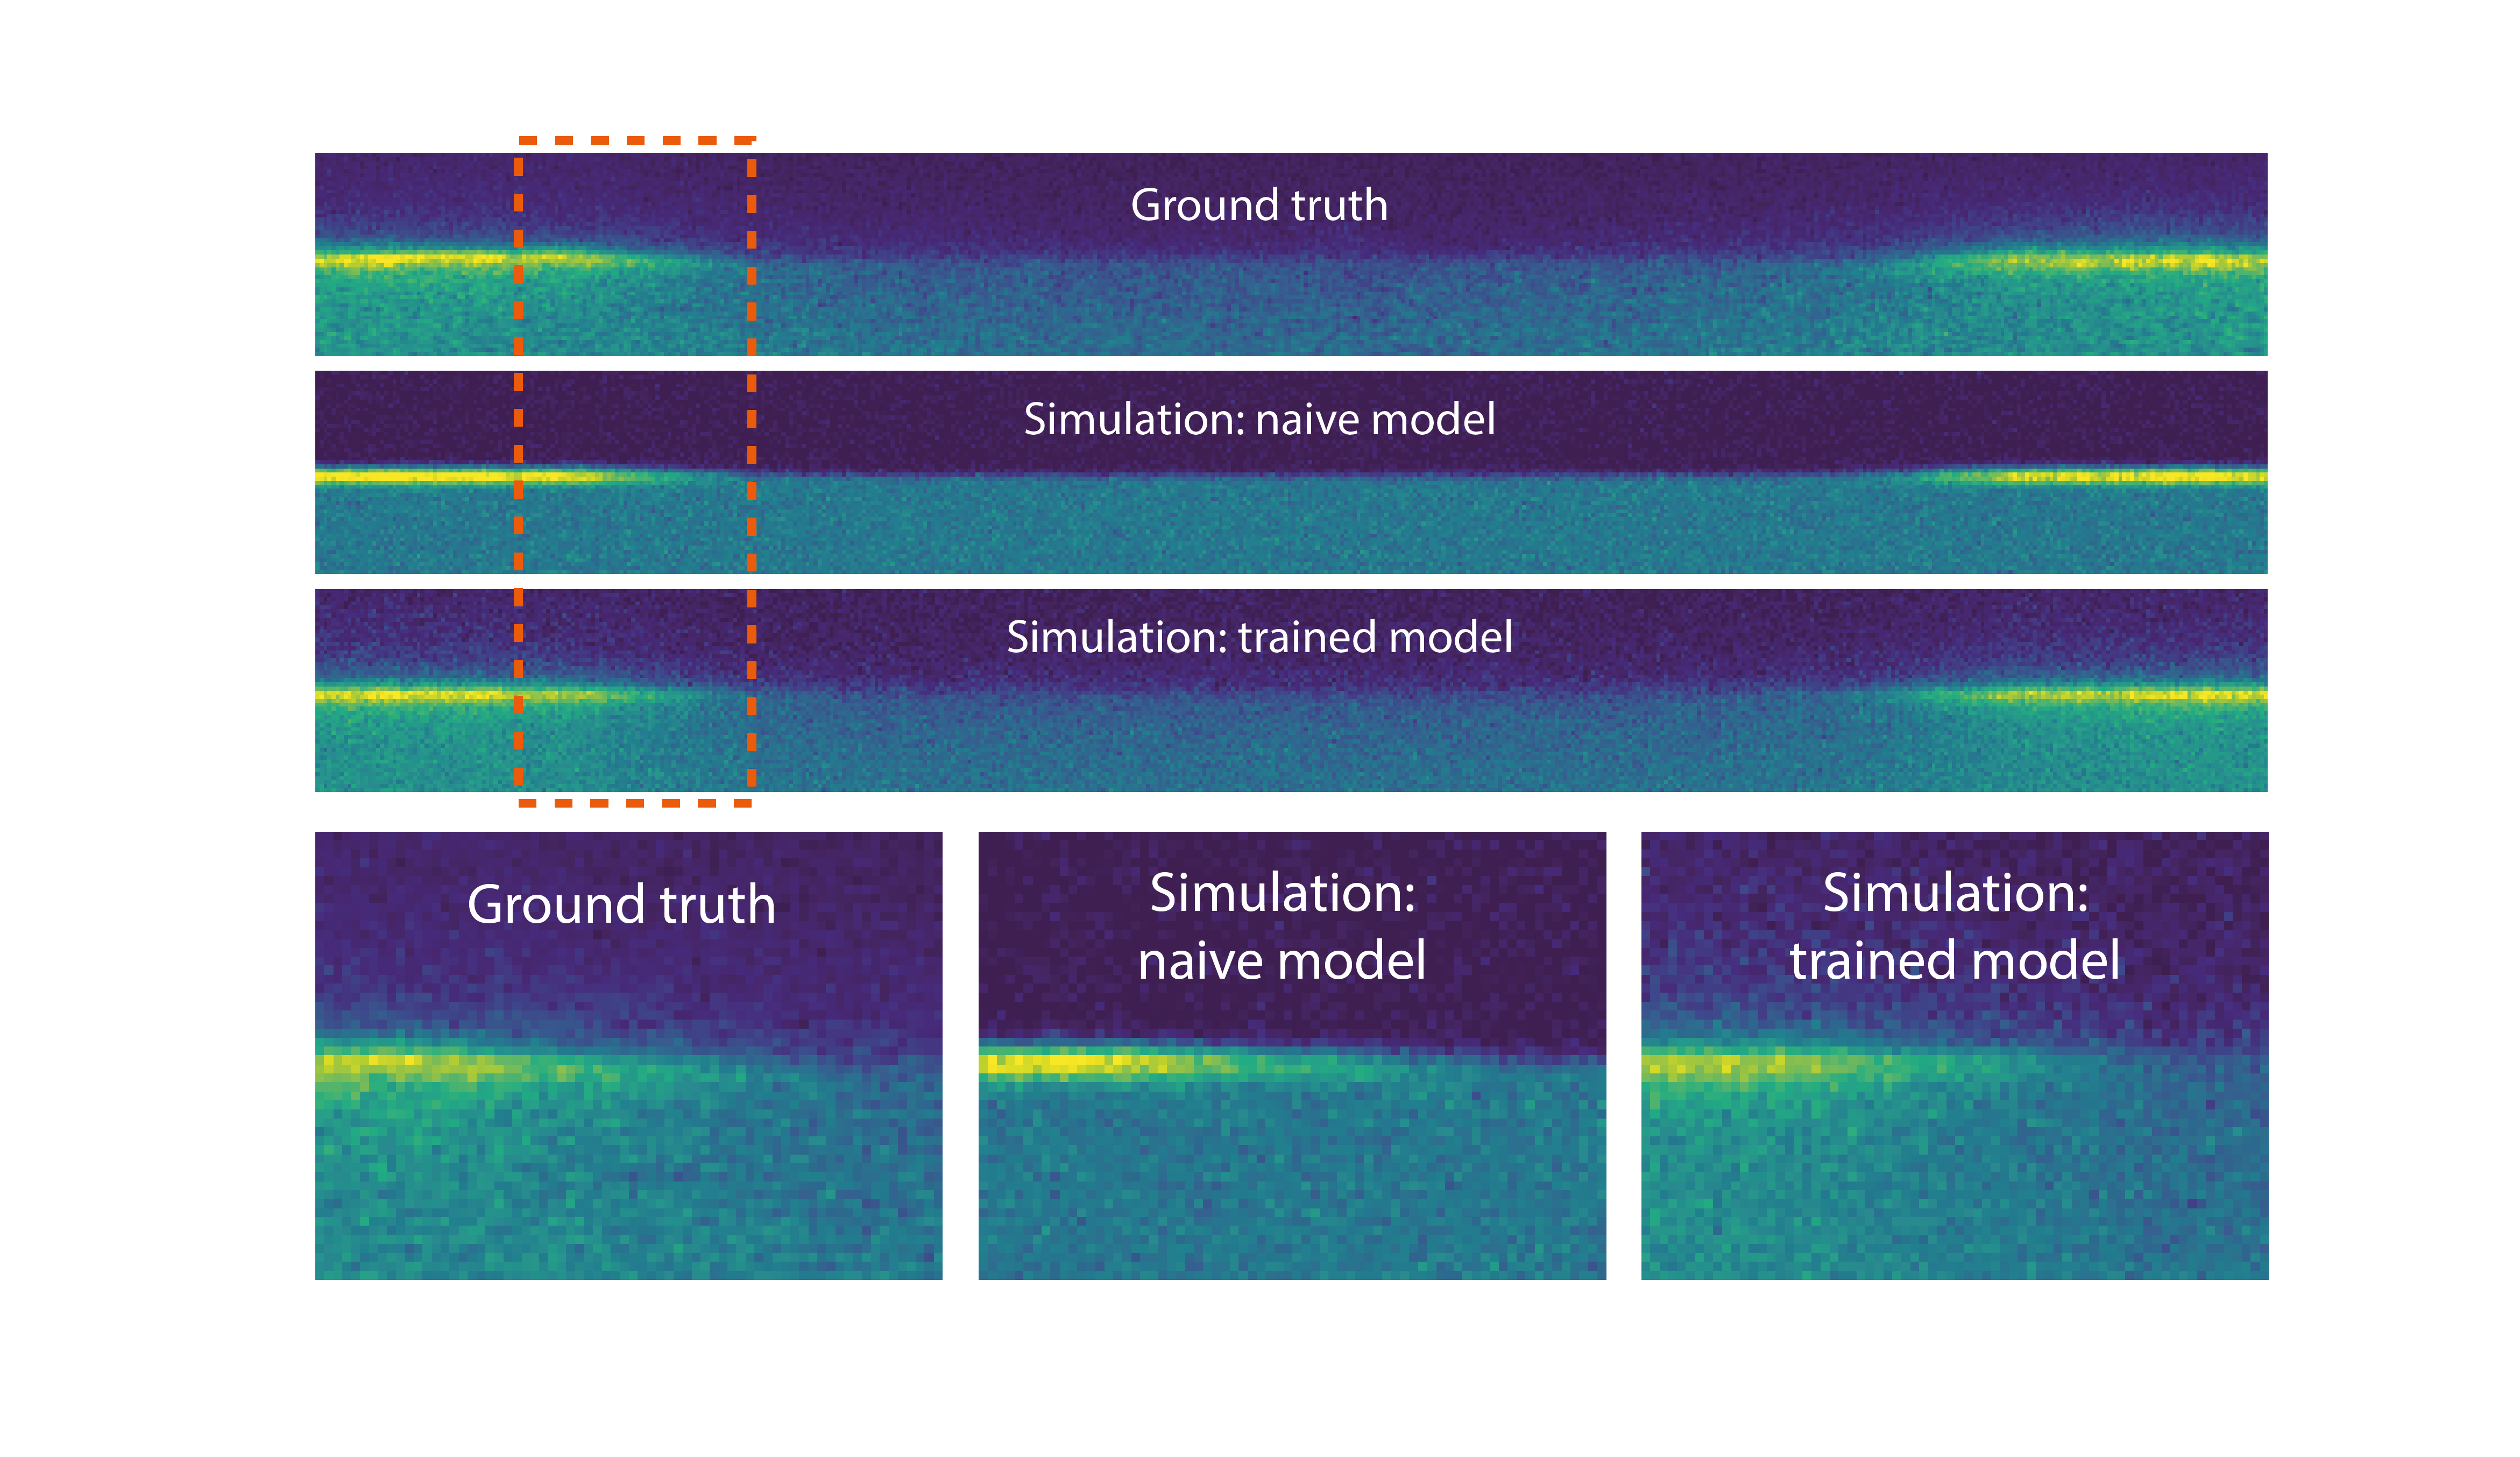 Ground truth
Simulation: naive model
Simulation: trained model
Ground truth
Simulation:
naive model
Simulation:
trained model